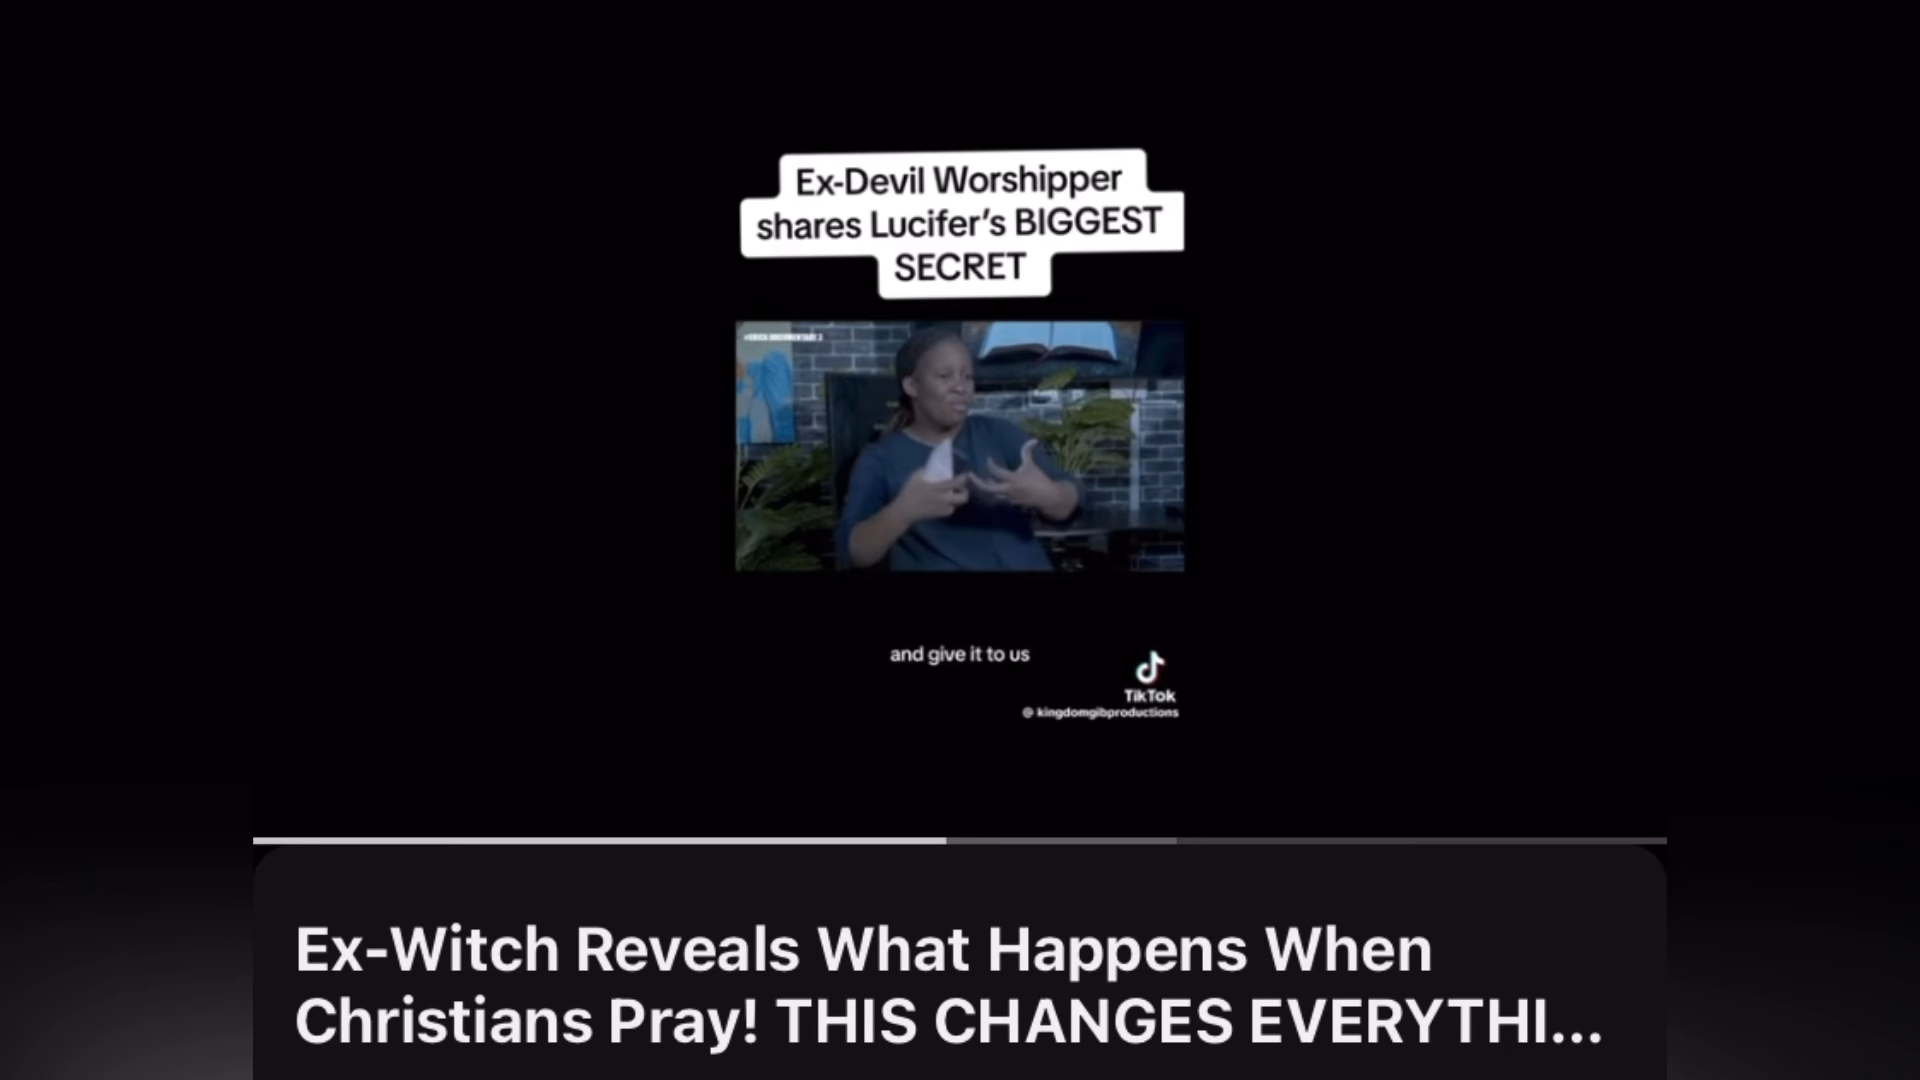 Ex-Devil Worshipper
shares Lucifer's BIGGEST
SECRET
and give it to us
TikTok
@ kingdomgibproductions
Ex-Witch Reveals What Happens When
Christians Pray! THIS CHANGES EVERYTHI...